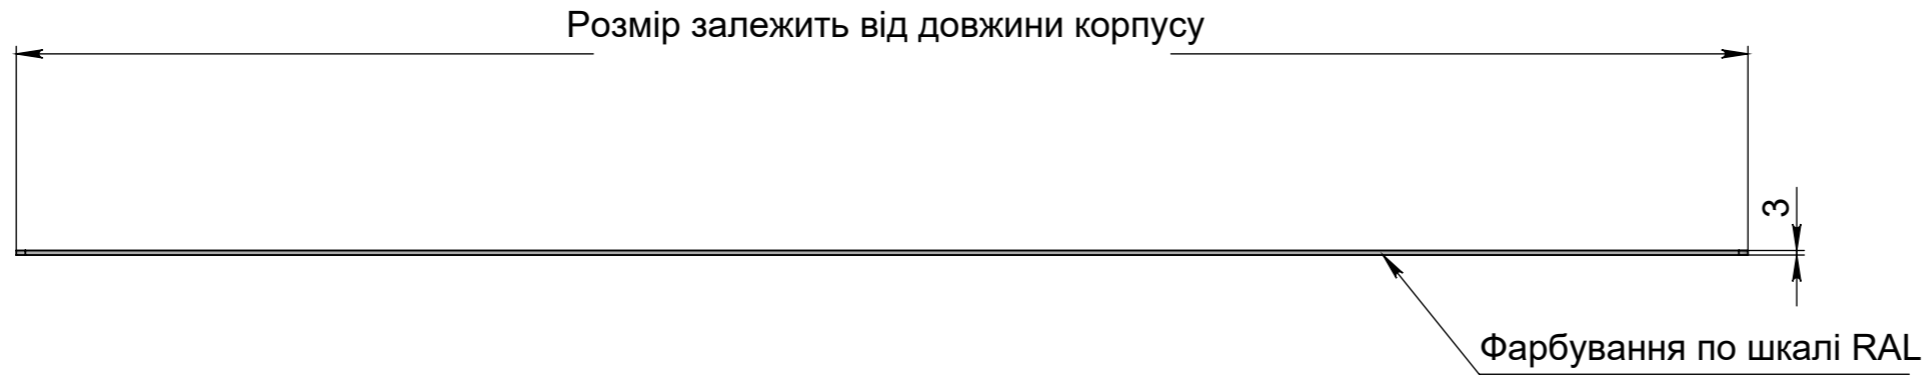 Розмір залежить від довжини корпусу
3
Фарбування по шкалі RAL